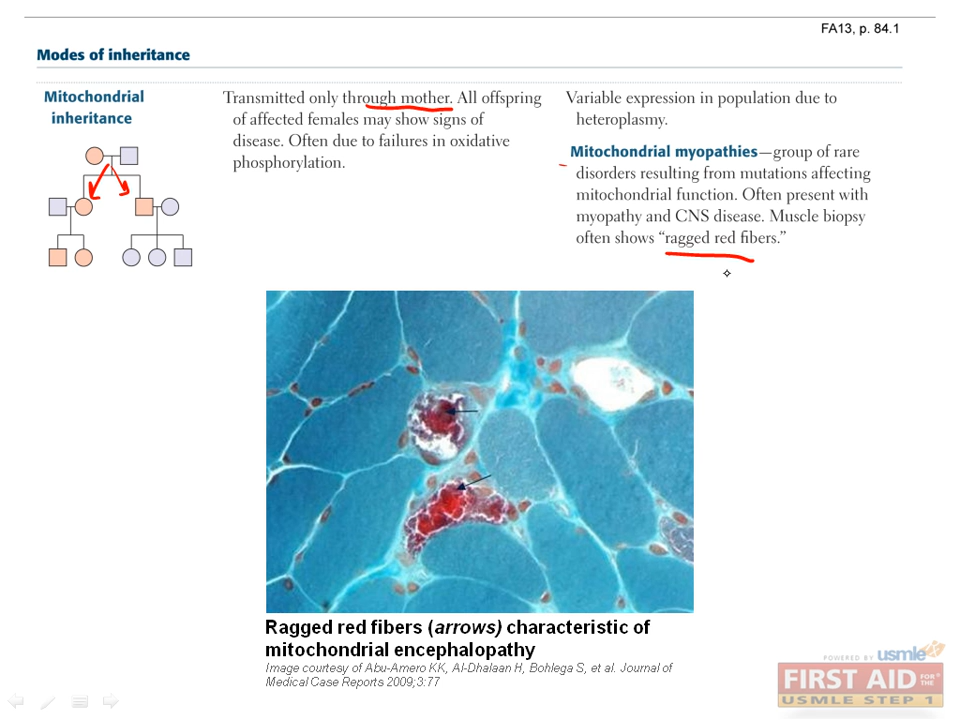 FA13, p. 84.1
Modes of inheritance
Mitochondrial
inheritance
Transmitted only through mother. All offspring
of affected females may show signs of
disease. Often due to failures in oxidative
phosphorylation.
Variable expression in population due to
heteroplasmy.
Mitochondrial myopathies—group of rare
disorders resulting from mutations affecting
mitochondrial function. Often present with
myopathy and CNS disease. Muscle biopsy
often shows “ragged red fibers.”
Ragged red fibers (arrows) characteristic of
mitochondrial encephalopathy
Image courtesy of Abu-Amero KK, Al-Dhalaan H, Bohlega S, et al. Journal of
Medical Case Reports 2009;3:77
POWERED BY usmle
FIRST AID FOR THE®
USMLE STEP 1